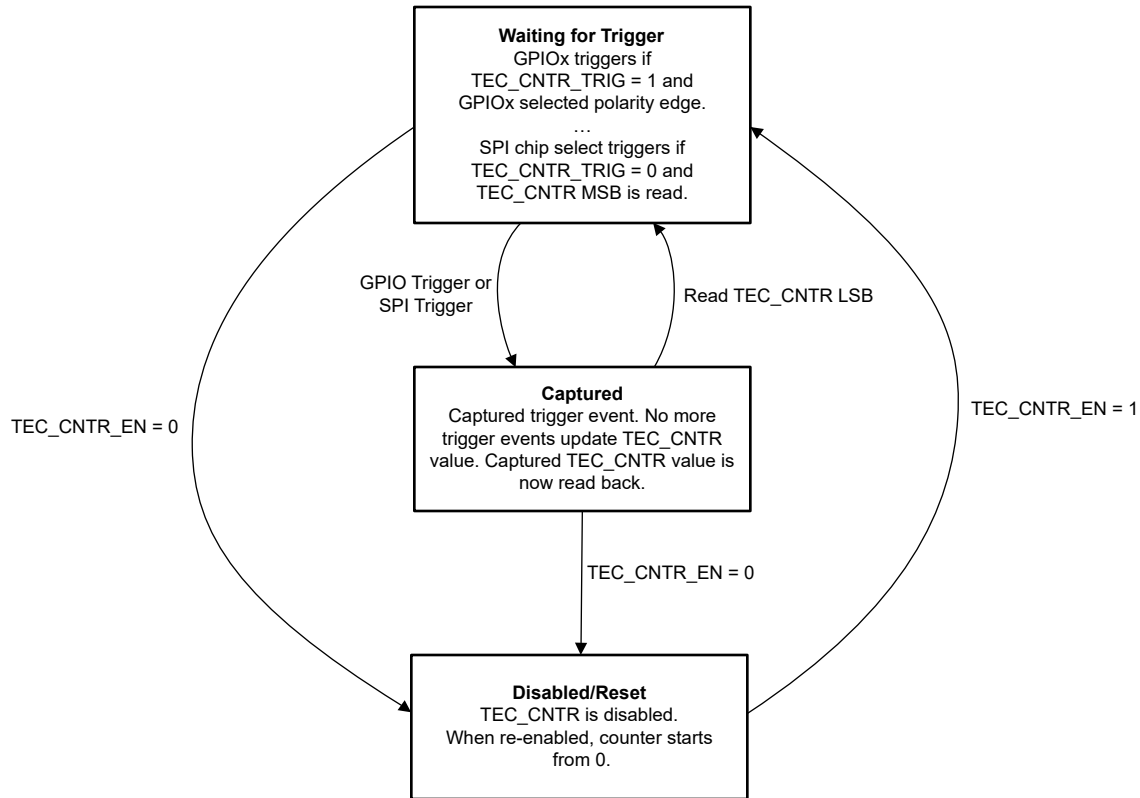 Waiting for Trigger
GPIOx triggers if
TEC_CNTR_TRIG = 1 and
GPIOx selected polarity edge.
…
SPI chip select triggers if
TEC_CNTR_TRIG = 0 and
TEC_CNTR MSB is read.
GPIO Trigger or
SPI Trigger
Read TEC_CNTR LSB
Captured
Captured trigger event. No more
trigger events update TEC_CNTR
value. Captured TEC_CNTR value is
now read back.
TEC_CNTR_EN = 0
TEC_CNTR_EN = 1
TEC_CNTR_EN = 0
Disabled/Reset
TEC_CNTR is disabled.
When re-enabled, counter starts
from 0.